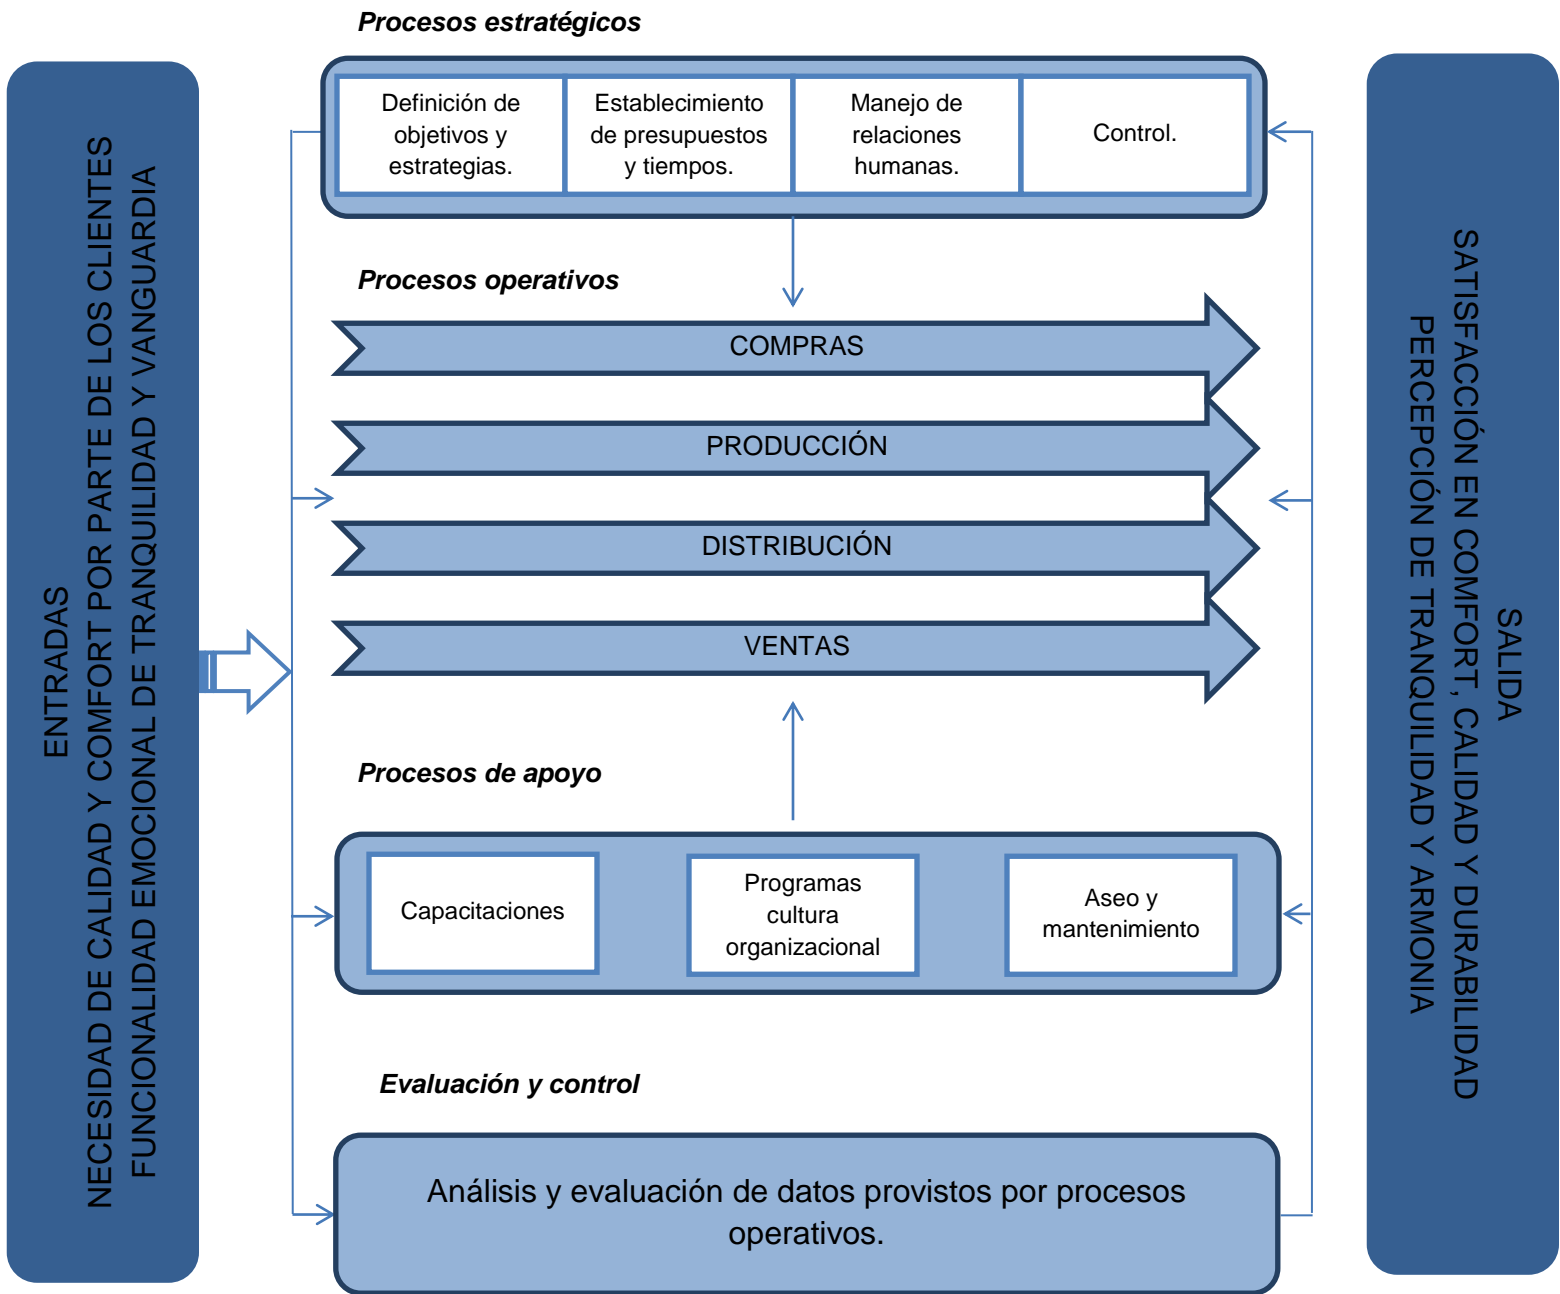 Procesos estratégicos
Definición de
objetivos y
estrategias.
Establecimiento
de presupuestos
y tiempos.
Manejo de
relaciones
humanas.
Control.
ENTRADAS
NECESIDAD DE CALIDAD Y COMFORT POR PARTE DE LOS CLIENTES
FUNCIONALIDAD EMOCIONAL DE TRANQUILIDAD Y VANGUARDIA
Procesos operativos
COMPRAS
PRODUCCIÓN
DISTRIBUCIÓN
VENTAS
Procesos de apoyo
Capacitaciones
Programas
cultura
organizacional
Aseo y
mantenimiento
Evaluación y control
Análisis y evaluación de datos provistos por procesos
operativos.
SALIDA
SATISFACCIÓN EN COMFORT, CALIDAD Y DURABILIDAD
PERCEPCIÓN DE TRANQUILIDAD Y ARMONIA